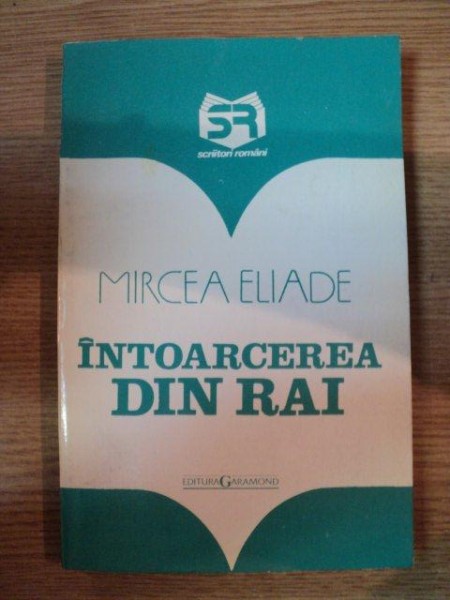 SR
scriitori români
MIRCEA ELIADE
ÎNTOARCEREA
DIN RAI
EDITURA GARAMOND